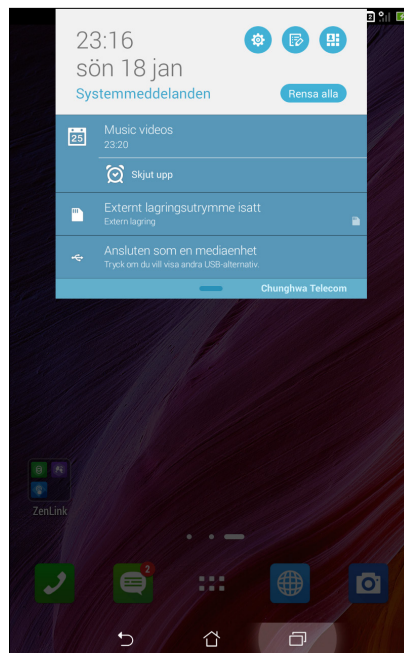 2
23:16
sön 18 jan
Systemmeddelanden
Rensa alla
25
Music videos
23:20
Skjut upp
Externt lagringsutrymme isatt
Extern lagring
Ansluten som en mediaenhet
Tryck om du vill visa andra USB-alternativ.
Chunghwa Telecom
ZenLink
2